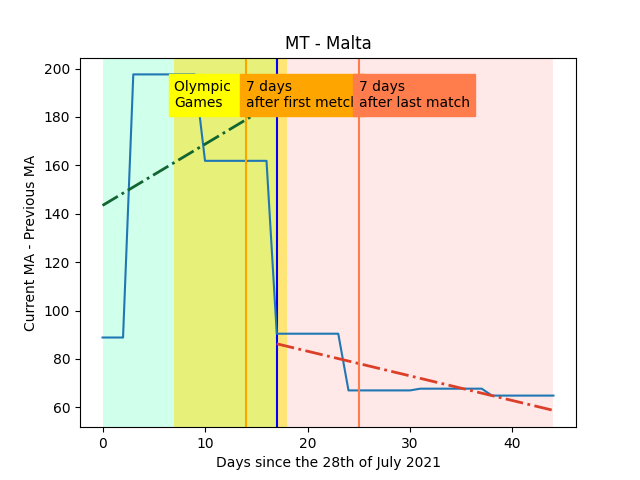 MT - Malta
Olympic
Games
7 days
after first metch
7 days
after last match
200
180
160
140
120
100
80
60
Current MA - Previous MA
0
10
20
30
40
Days since the 28th of July 2021